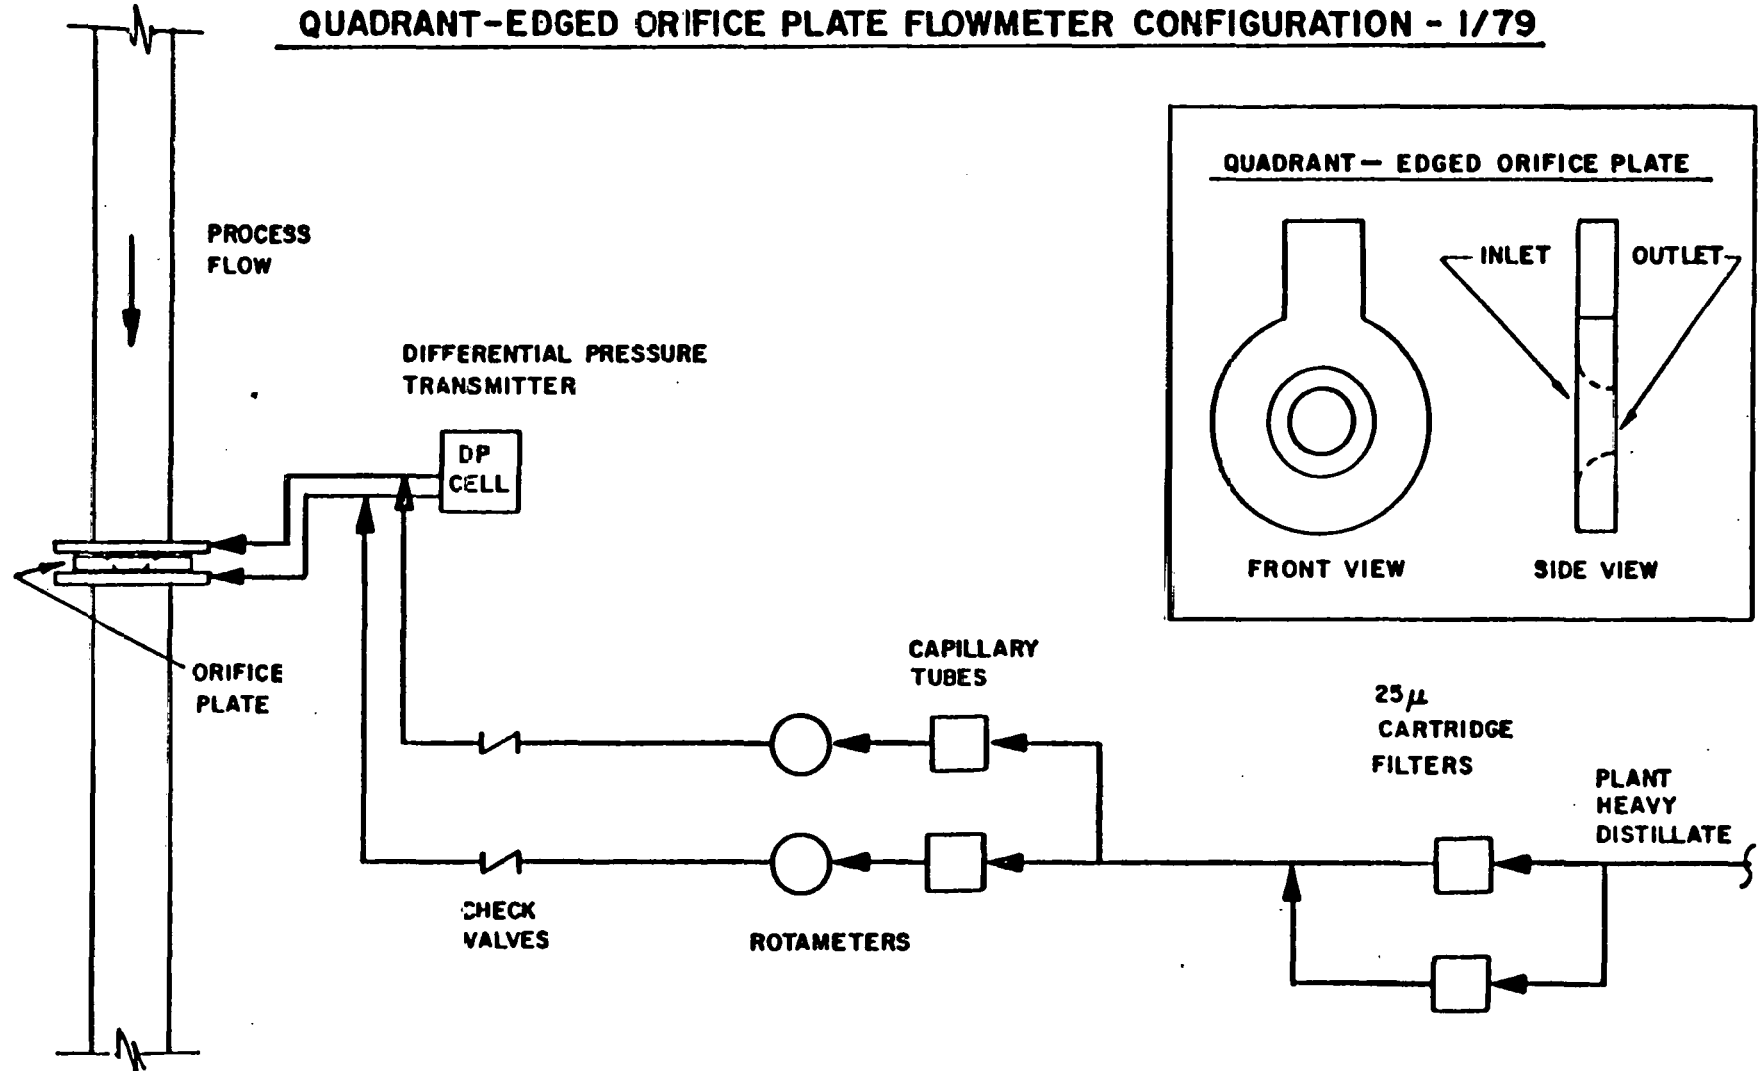 QUADRANT-EDGED ORIFICE PLATE FLOWMETER CONFIGURATION - 1/79
QUADRANT- EDGED ORIFICE PLATE
INLET
OUTLET
FRONT VIEW
SIDE VIEW
PROCESS
FLOW
DIFFERENTIAL PRESSURE
TRANSMITTER
DP
CELL
ORIFICE
PLATE
CAPILLARY
TUBES
25μ
CARTRIDGE
FILTERS
PLANT
HEAVY
DISTILLATE
CHECK
VALVES
ROTAMETERS